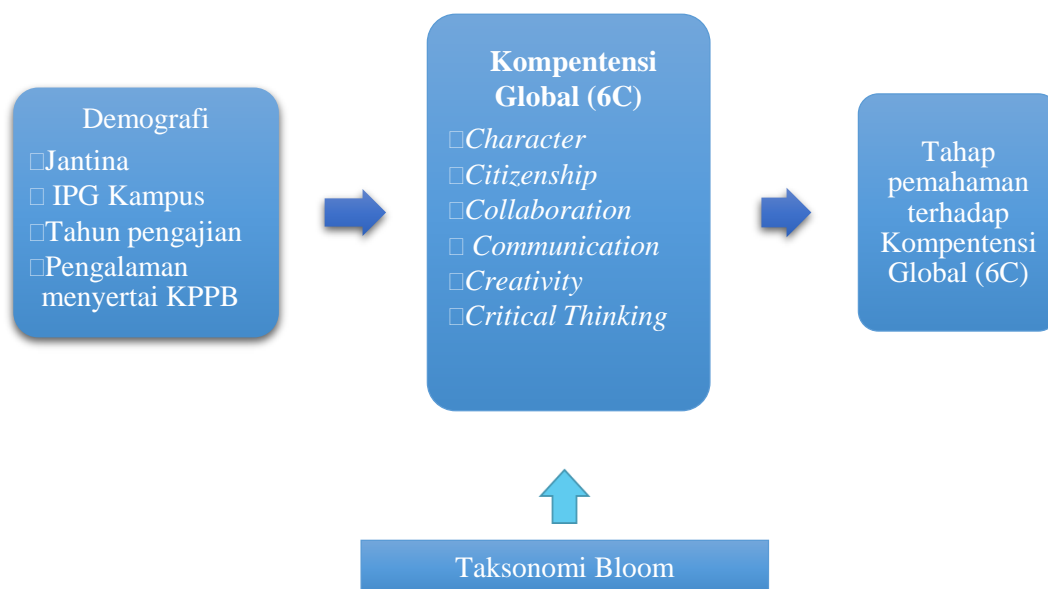 Demografi
□Jantina
□ IPG Kampus
□Tahun pengajian
□Pengalaman
menyertai KPPB
Kompentensi
Global (6C)
□Character
□Citizenship
□Collaboration
□ Communication
□Creativity
□Critical Thinking
Tahap
pemahaman
terhadap
Kompentensi
Global (6C)
Taksonomi Bloom